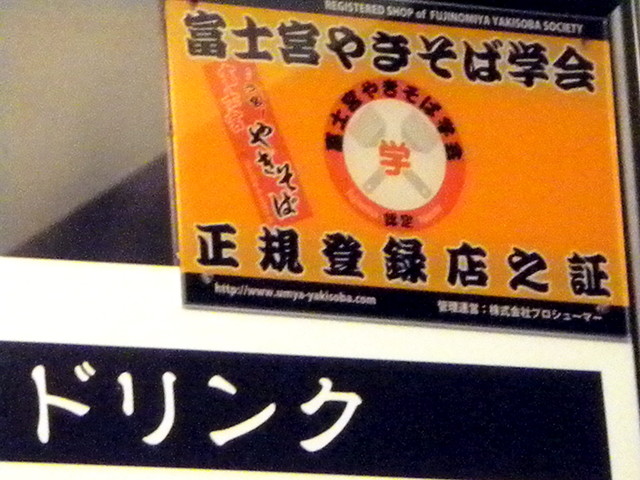 REGISTERED SHOP of FUJINOMIYA YAKISOBA SOCIETY
富士宮やきそば学会
富士宮やきそば学会
学
認定
やきそば
正規登録店之証
http://www.umya-yakisoba.com
管理運営：株式会社プロシューマー
ドリンク